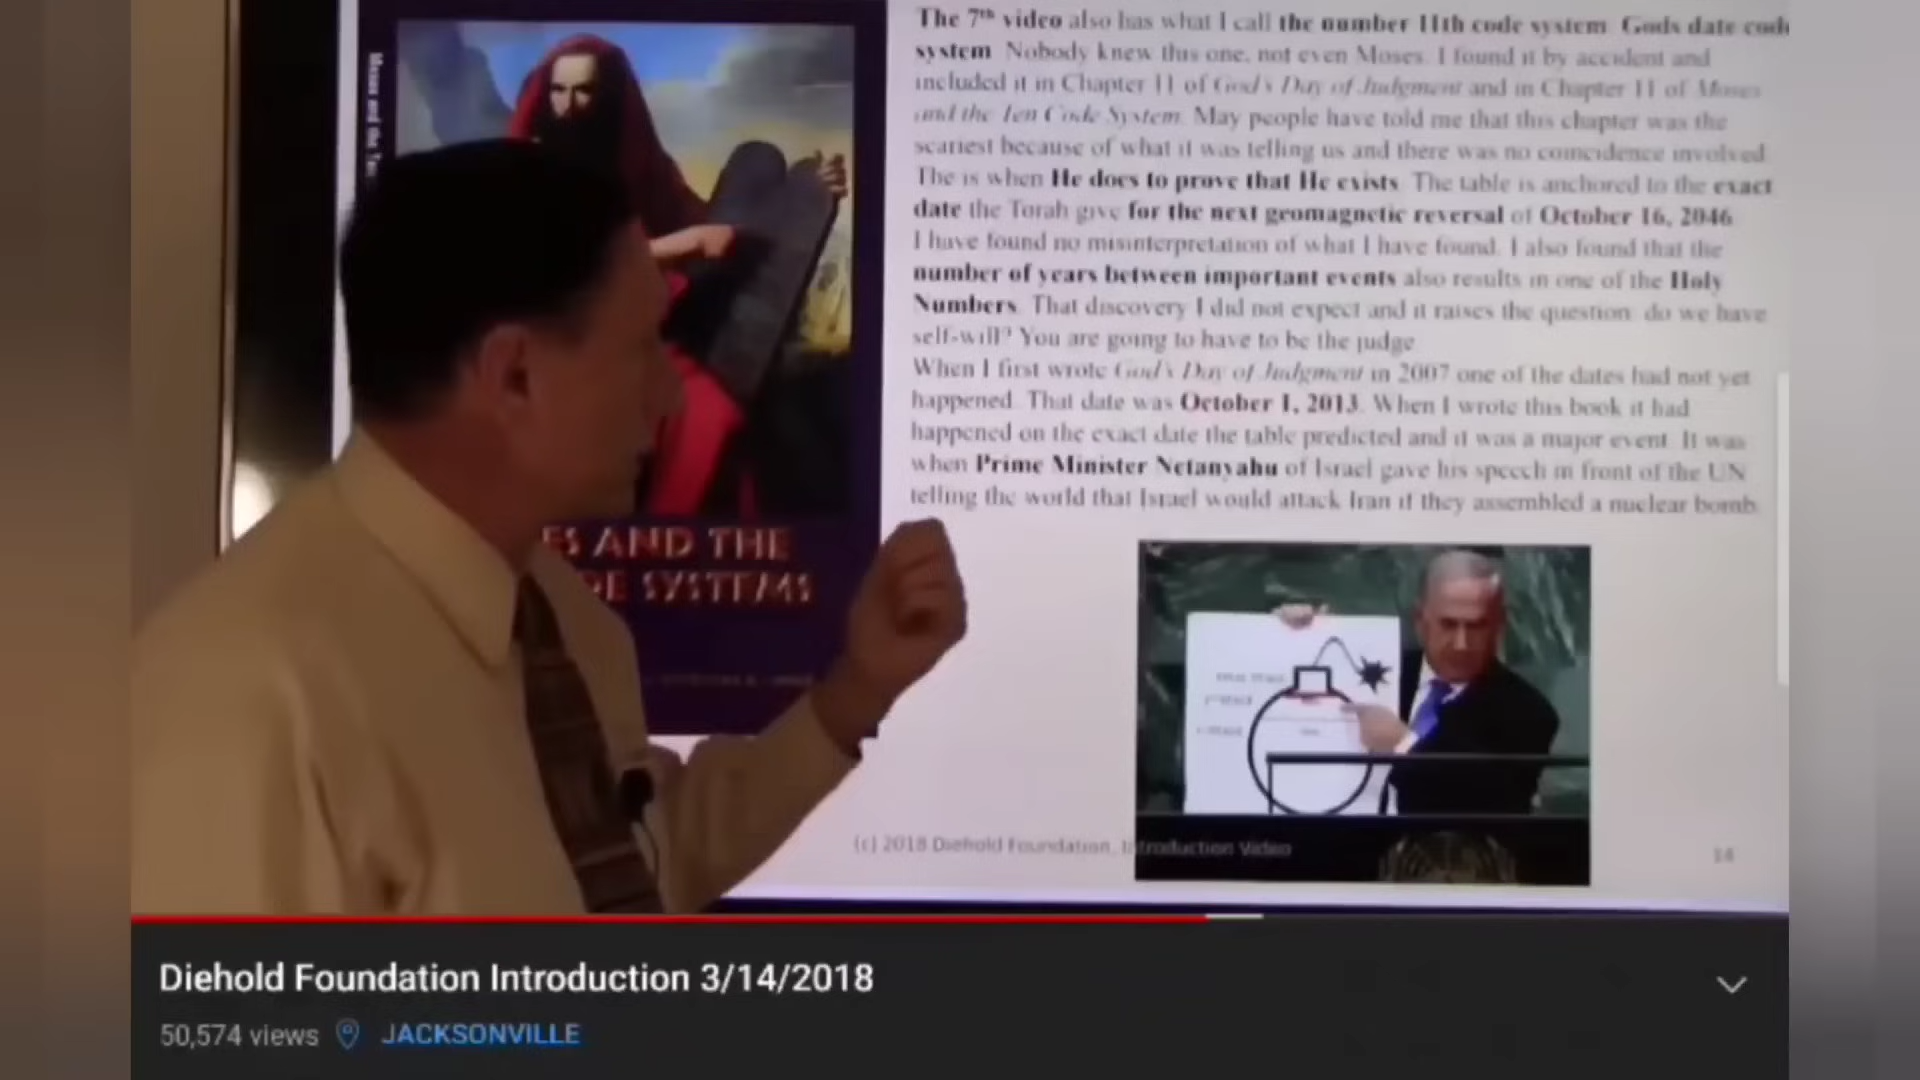 Moses and the Te
The 7th video also has what I call the number 11th code system. Gods date code
system. Nobody knew this one, not even Moses. I found it by accident and
included it in Chapter 11 of God's Day of Judgment and in Chapter 11 of Moses
and the Ten Code System. May people have told me that this chapter was the
scariest because of what it was telling us and there was no coincidence involved.
The is when He does to prove that He exists. The table is anchored to the exact
date the Torah give for the next geomagnetic reversal of October 16, 2046.
I have found no misinterpretation of what I have found. I also found that the
number of years between important events also results in one of the Holy
Numbers. That discovery I did not expect and it raises the question: do we have
self-will? You are going to have to be the judge
When I first wrote God's Day of Judgment in 2007 one of the dates had not yet
happened. That date was October 1, 2013. When I wrote this book it had
happened on the exact date the table predicted and it was a major event. It was
when Prime Minister Netanyahu of Israel gave his speech in front of the UN
telling the world that Israel would attack Iran if they assembled a nuclear bomb.
ES AND THE
DE SYSTEMS
(c) 2018 Diehold Foundation, Introduction Video
14
Diehold Foundation Introduction 3/14/2018
50,574 views JACKSONVILLE